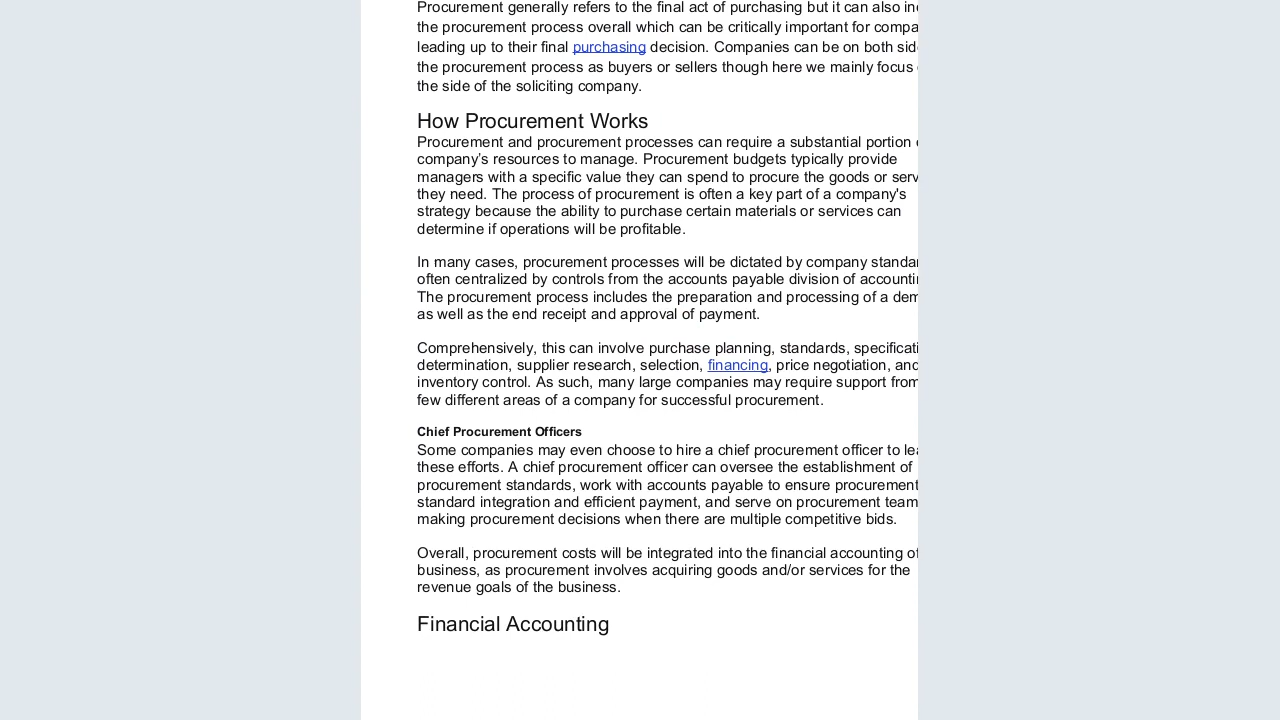 Procurement generally refers to the final act of purchasing but it can also
the procurement process overall which can be critically important for
leading up to their final purchasing decision. Companies can be on both
the procurement process as buyers or sellers though here we mainly focus
the side of the soliciting company.
How Procurement Works
Procurement and procurement processes can require a substantial portion
company's resources to manage. Procurement budgets typically provide
managers with a specific value they can spend to procure the goods or
they need. The process of procurement is often a key part of a company's
strategy because the ability to purchase certain materials or services can
determine if operations will be profitable.
In many cases, procurement processes will be dictated by company
often centralized by controls from the accounts payable division of
The procurement process includes the preparation and processing of a
as well as the end receipt and approval of payment.
Comprehensively, this can involve purchase planning, standards,
determination, supplier research, selection, financing, price negotiation,
inventory control. As such, many large companies may require support from
few different areas of a company for successful procurement.
Chief Procurement Officers
Some companies may even choose to hire a chief procurement officer to
these efforts. A chief procurement officer can oversee the establishment of
procurement standards, work with accounts payable to ensure procurement
standard integration and efficient payment, and serve on procurement
making procurement decisions when there are multiple competitive bids.
Overall, procurement costs will be integrated into the financial accounting of
business, as procurement involves acquiring goods and/or services for the
revenue goals of the business.
Financial Accounting